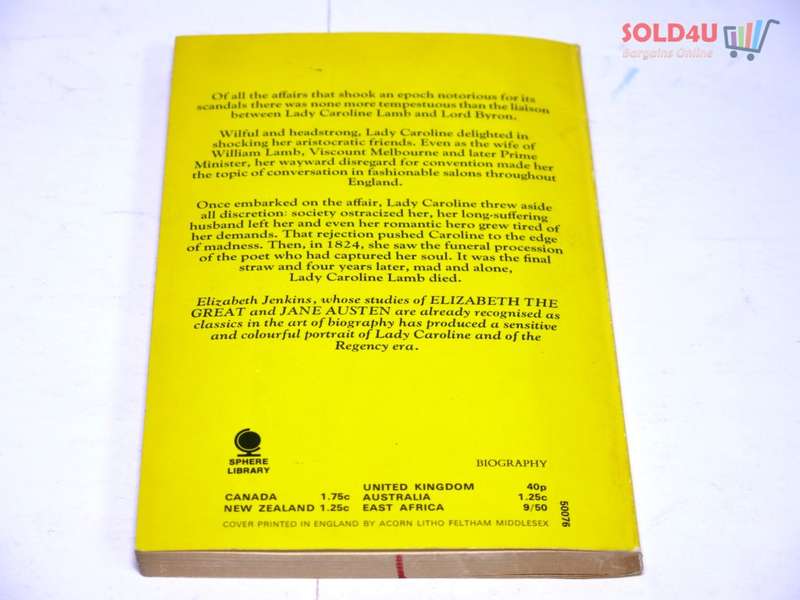 SOLD4U
Bargains Online
Of all the affairs that shook an epoch notorious for its
scandals there was none more tempestuous than the liaison
between Lady Caroline Lamb and Lord Byron.
Wilful and headstrong, Lady Caroline delighted in
shocking her aristocratic friends. Even as the wife of
William Lamb, Viscount Melbourne and later Prime
Minister, her wayward disregard for convention made her
the topic of conversation in fashionable salons throughout
England.
Once embarked on the affair, Lady Caroline threw aside
all discretion: society ostracized her, her long-suffering
husband left her and even her romantic hero grew tired of
her demands. That rejection pushed Caroline to the edge
of madness. Then, in 1824, she saw the funeral procession
of the poet who had captured her soul. It was the final
straw and four years later, mad and alone,
Lady Caroline Lamb died.
Elizabeth Jenkins, whose studies of ELIZABETH THE
GREAT and JANE AUSTEN are already recognised as
classics in the art of biography has produced a sensitive
and colourful portrait of Lady Caroline and of the
Regency era.
SPHERE
LIBRARY
BIOGRAPHY
UNITED KINGDOM 40p
CANADA 1.75c AUSTRALIA 1.25c
NEW ZEALAND 1.25c EAST AFRICA 9/50
COVER PRINTED IN ENGLAND BY ACORN LITHO FELTHAM MIDDLESEX
50076